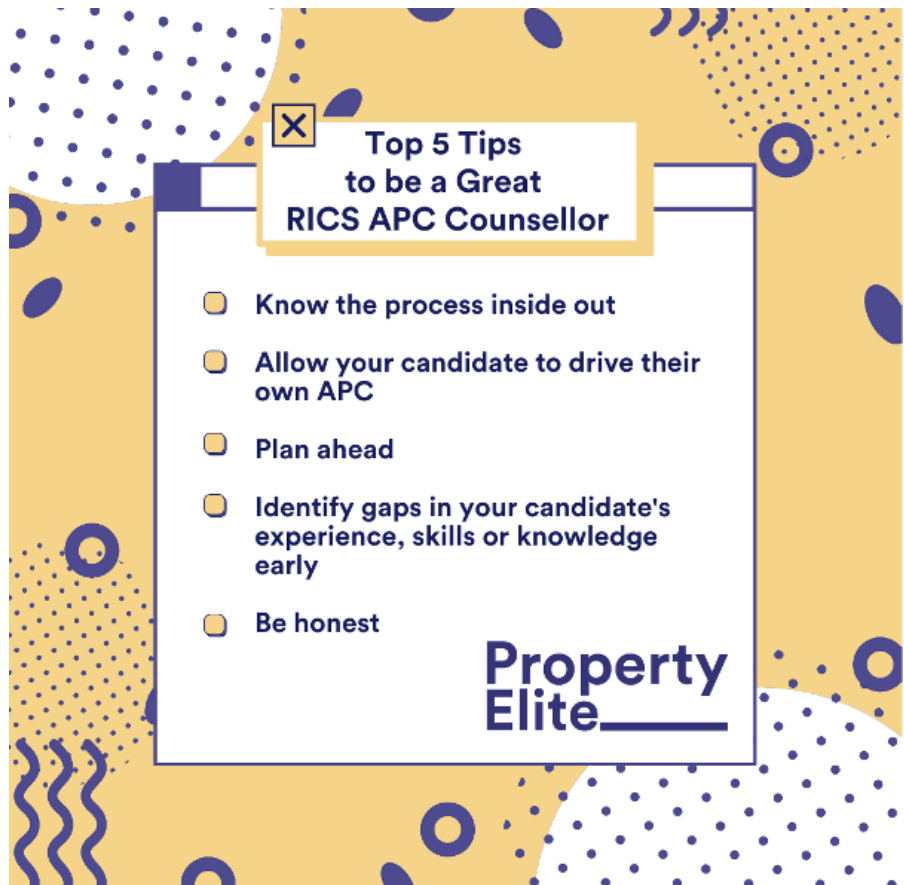 Top 5 Tips
to be a Great
RICS APC Counsellor
Know the process inside out
Allow your candidate to drive their
own APC
Plan ahead
Identify gaps in your candidate's
experience, skills or knowledge
early
Be honest
Property
Elite